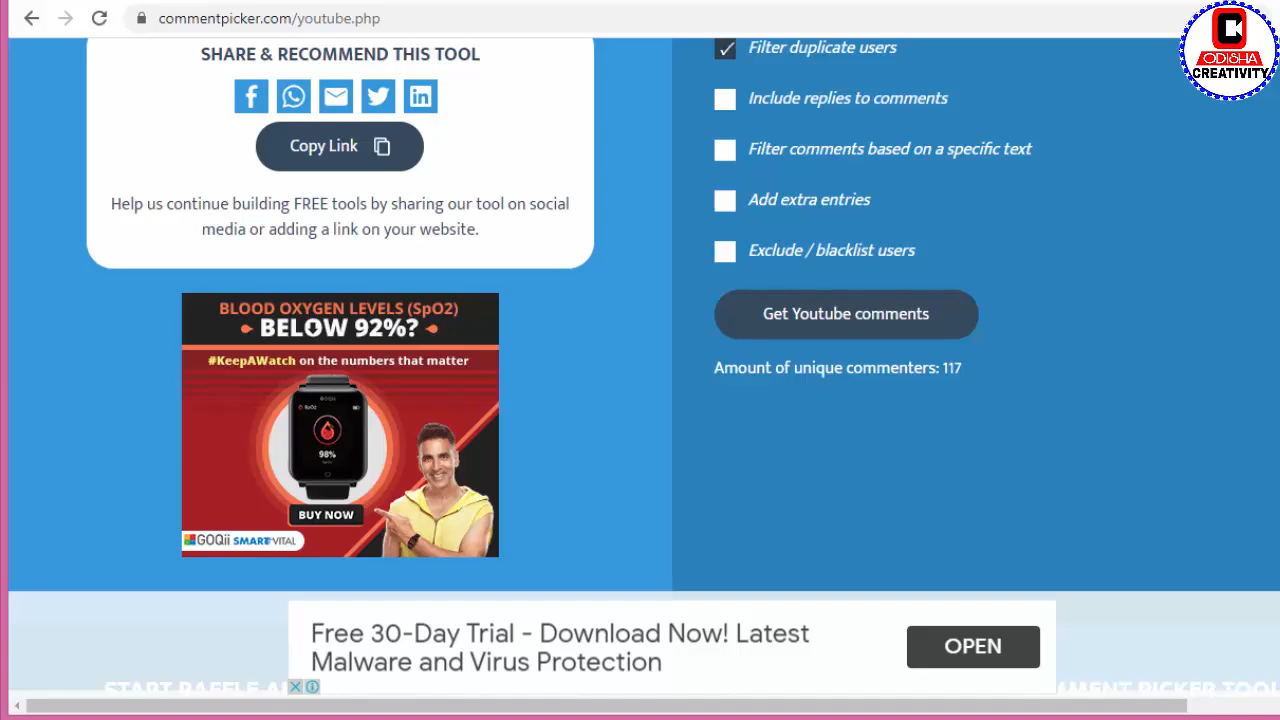 commentpicker.com/youtube.php
ODISHA
CREATIVITY
SHARE & RECOMMEND THIS TOOL
Copy Link
Help us continue building FREE tools by sharing our tool on social
media or adding a link on your website.
BLOOD OXYGEN LEVELS (SpO2)
BELOW 92%?
#KeepAWatch on the numbers that matter
GOQii
SpO2
98%
BUY NOW
GOQii SMARTVITAL
Filter duplicate users
Include replies to comments
Filter comments based on a specific text
Add extra entries
Exclude / blacklist users
Get Youtube comments
Amount of unique commenters: 117
Free 30-Day Trial - Download Now! Latest
Malware and Virus Protection
OPEN